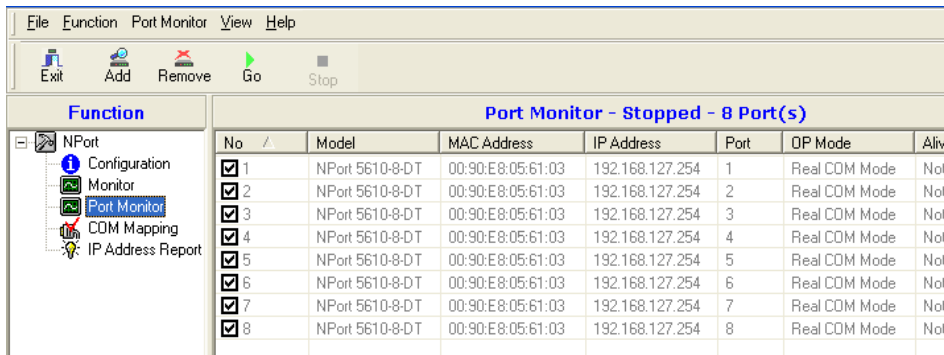 File Function Port Monitor View Help
Exit Add Remove Go Stop
Function
Port Monitor - Stopped - 8 Port(s)
NPort
Configuration
Monitor
Port Monitor
COM Mapping
IP Address Report
No Model MAC Address IP Address Port OP Mode Aliv
1 NPort 5610-8-DT 00:90:E8:05:61:03 192.168.127.254 1 Real COM Mode Not
2 NPort 5610-8-DT 00:90:E8:05:61:03 192.168.127.254 2 Real COM Mode Not
3 NPort 5610-8-DT 00:90:E8:05:61:03 192.168.127.254 3 Real COM Mode Not
4 NPort 5610-8-DT 00:90:E8:05:61:03 192.168.127.254 4 Real COM Mode Not
5 NPort 5610-8-DT 00:90:E8:05:61:03 192.168.127.254 5 Real COM Mode Not
6 NPort 5610-8-DT 00:90:E8:05:61:03 192.168.127.254 6 Real COM Mode Not
7 NPort 5610-8-DT 00:90:E8:05:61:03 192.168.127.254 7 Real COM Mode Not
8 NPort 5610-8-DT 00:90:E8:05:61:03 192.168.127.254 8 Real COM Mode Not